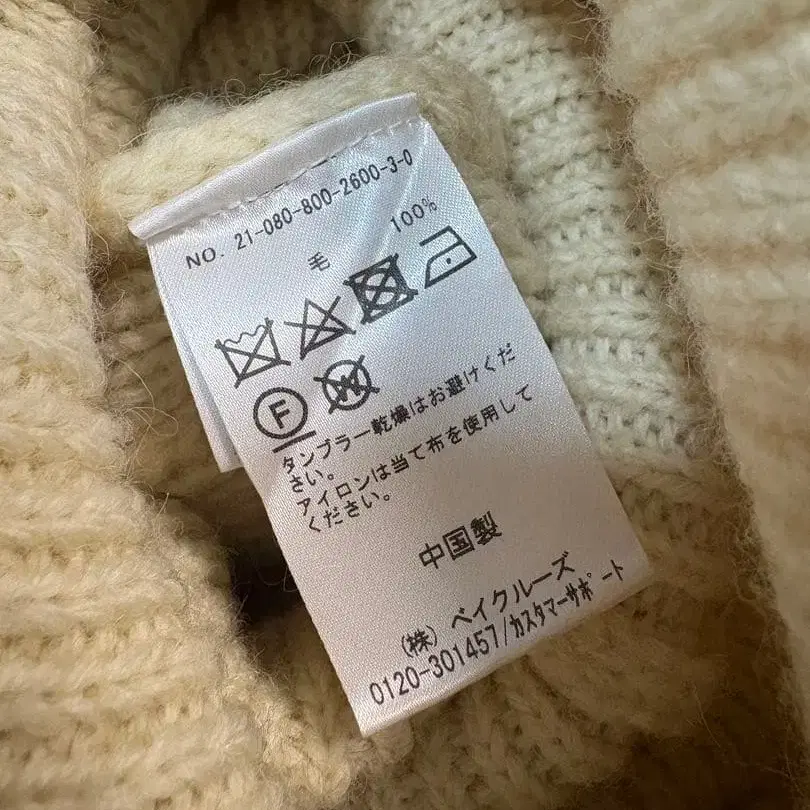 NO. 21-080-800-2600-3-0
毛 100%
F W
タンブラー乾燥はお避けくだ
さい。
アイロンは当て布を使用して
ください。
中国製
(株) ベイクルーズ
0120-301457/カスタマーサポート